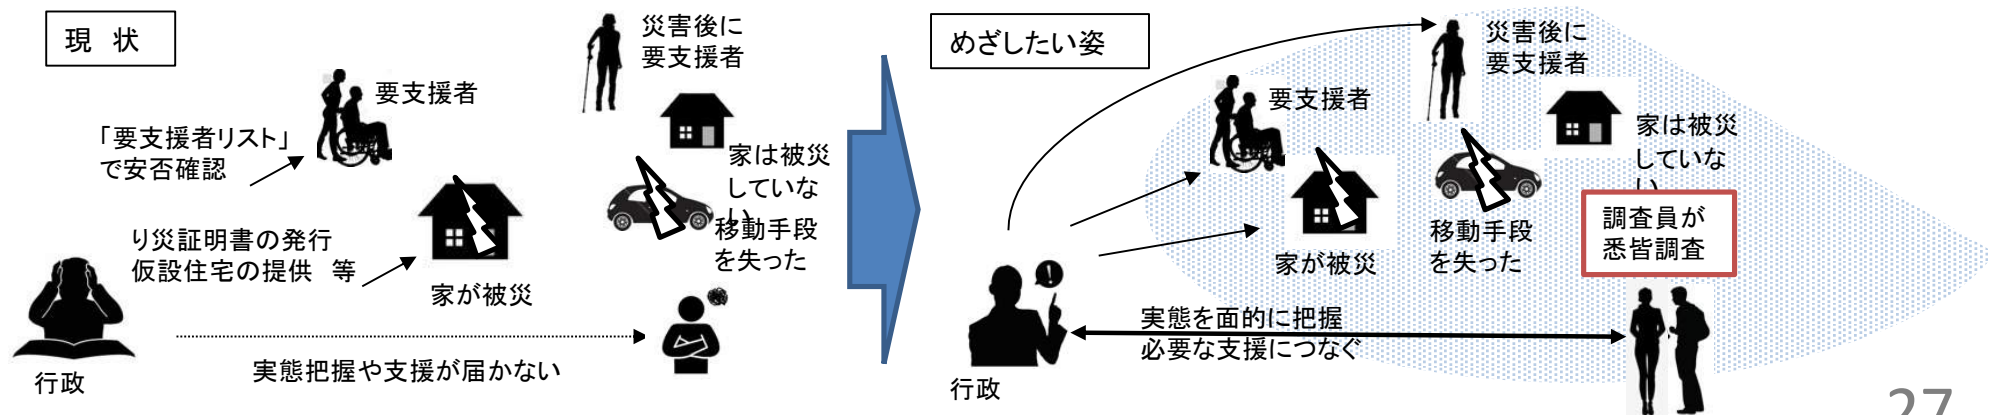 現　状
災害後に
要支援者
要支援者
「要支援者リスト」
で安否確認
家は被災
していな
い
移動手段
を失った
り災証明書の発行
仮設住宅の提供　等
家が被災
実態把握や支援が届かない
行政
めざしたい姿
災害後に
要支援者
要支援者
家は被災
していな
い
調査員が
悉皆調査
移動手段
を失った
家が被災
実態を面的に把握
必要な支援につなぐ
行政
27